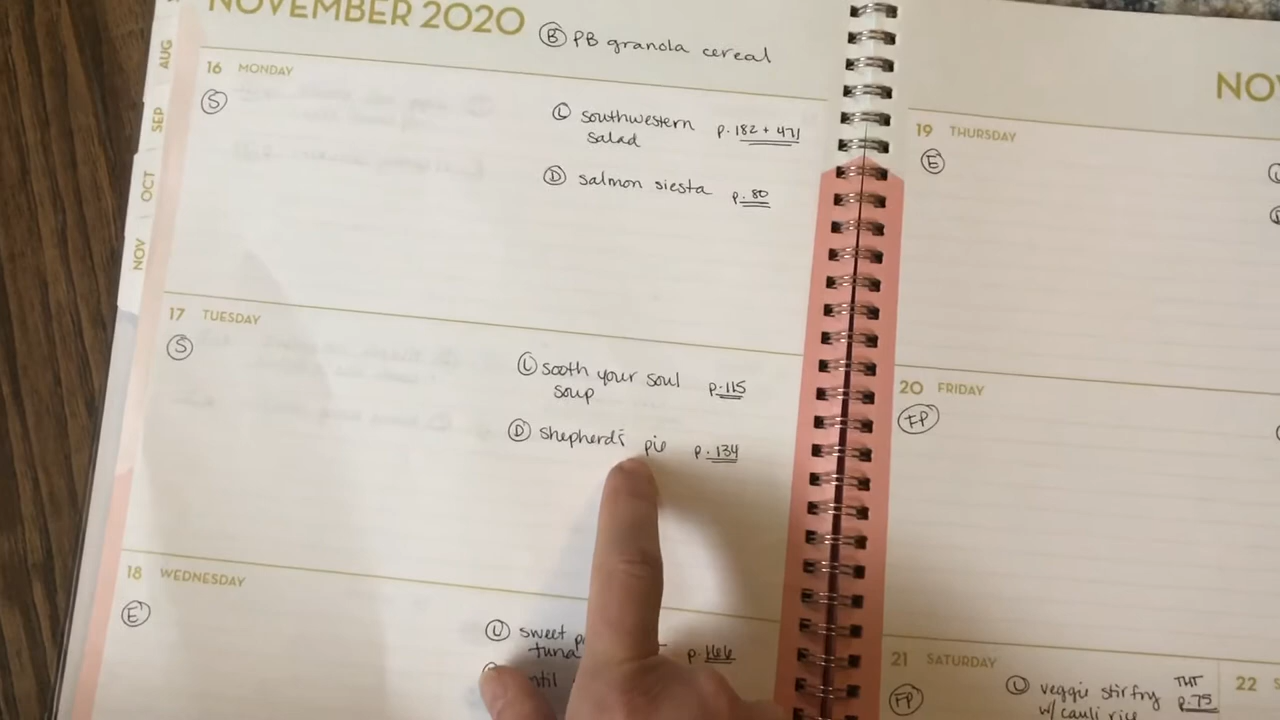 NOVEMBER 2020
B PB granola cereal
AUG
SEP
OCT
NOV
16 MONDAY
S
L southwestern
salad p. 182 + 471
D salmon siesta p. 80
17 TUESDAY
S
L sooth your soul
soup p. 115
D shepherd's pie p. 134
18 WEDNESDAY
E
L sweet
tuna p. 166
NO
19 THURSDAY
E
20 FRIDAY
FP
21 SATURDAY
FP
L veggie stirfry
w/ cauli rice
THT
p. 75
22